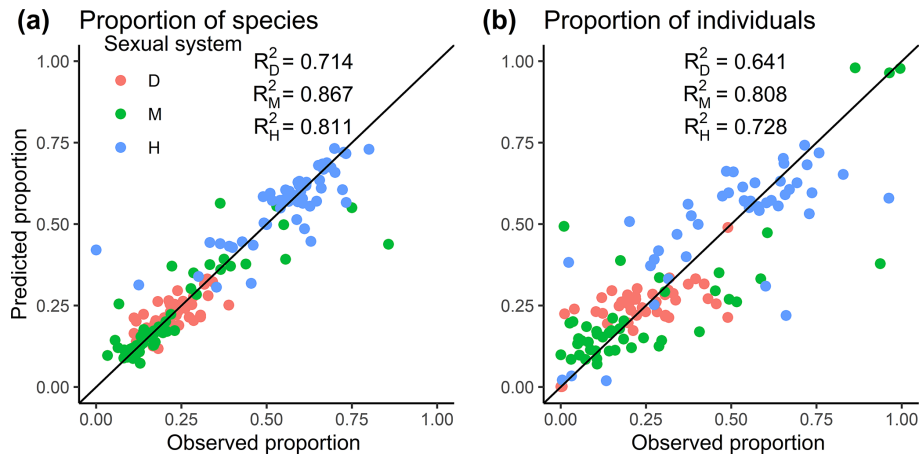 (a) Proportion of species
Sexual system
D
M
H
R²D = 0.714
R²M = 0.867
R²H = 0.811
1.00
0.75
0.50
0.25
0.00
Predicted proportion
0.00 0.25 0.50 0.75 1.00
Observed proportion
(b) Proportion of individuals
R²D = 0.641
R²M = 0.808
R²H = 0.728
1.00
0.75
0.50
0.25
0.00
0.00 0.25 0.50 0.75 1.00
Observed proportion